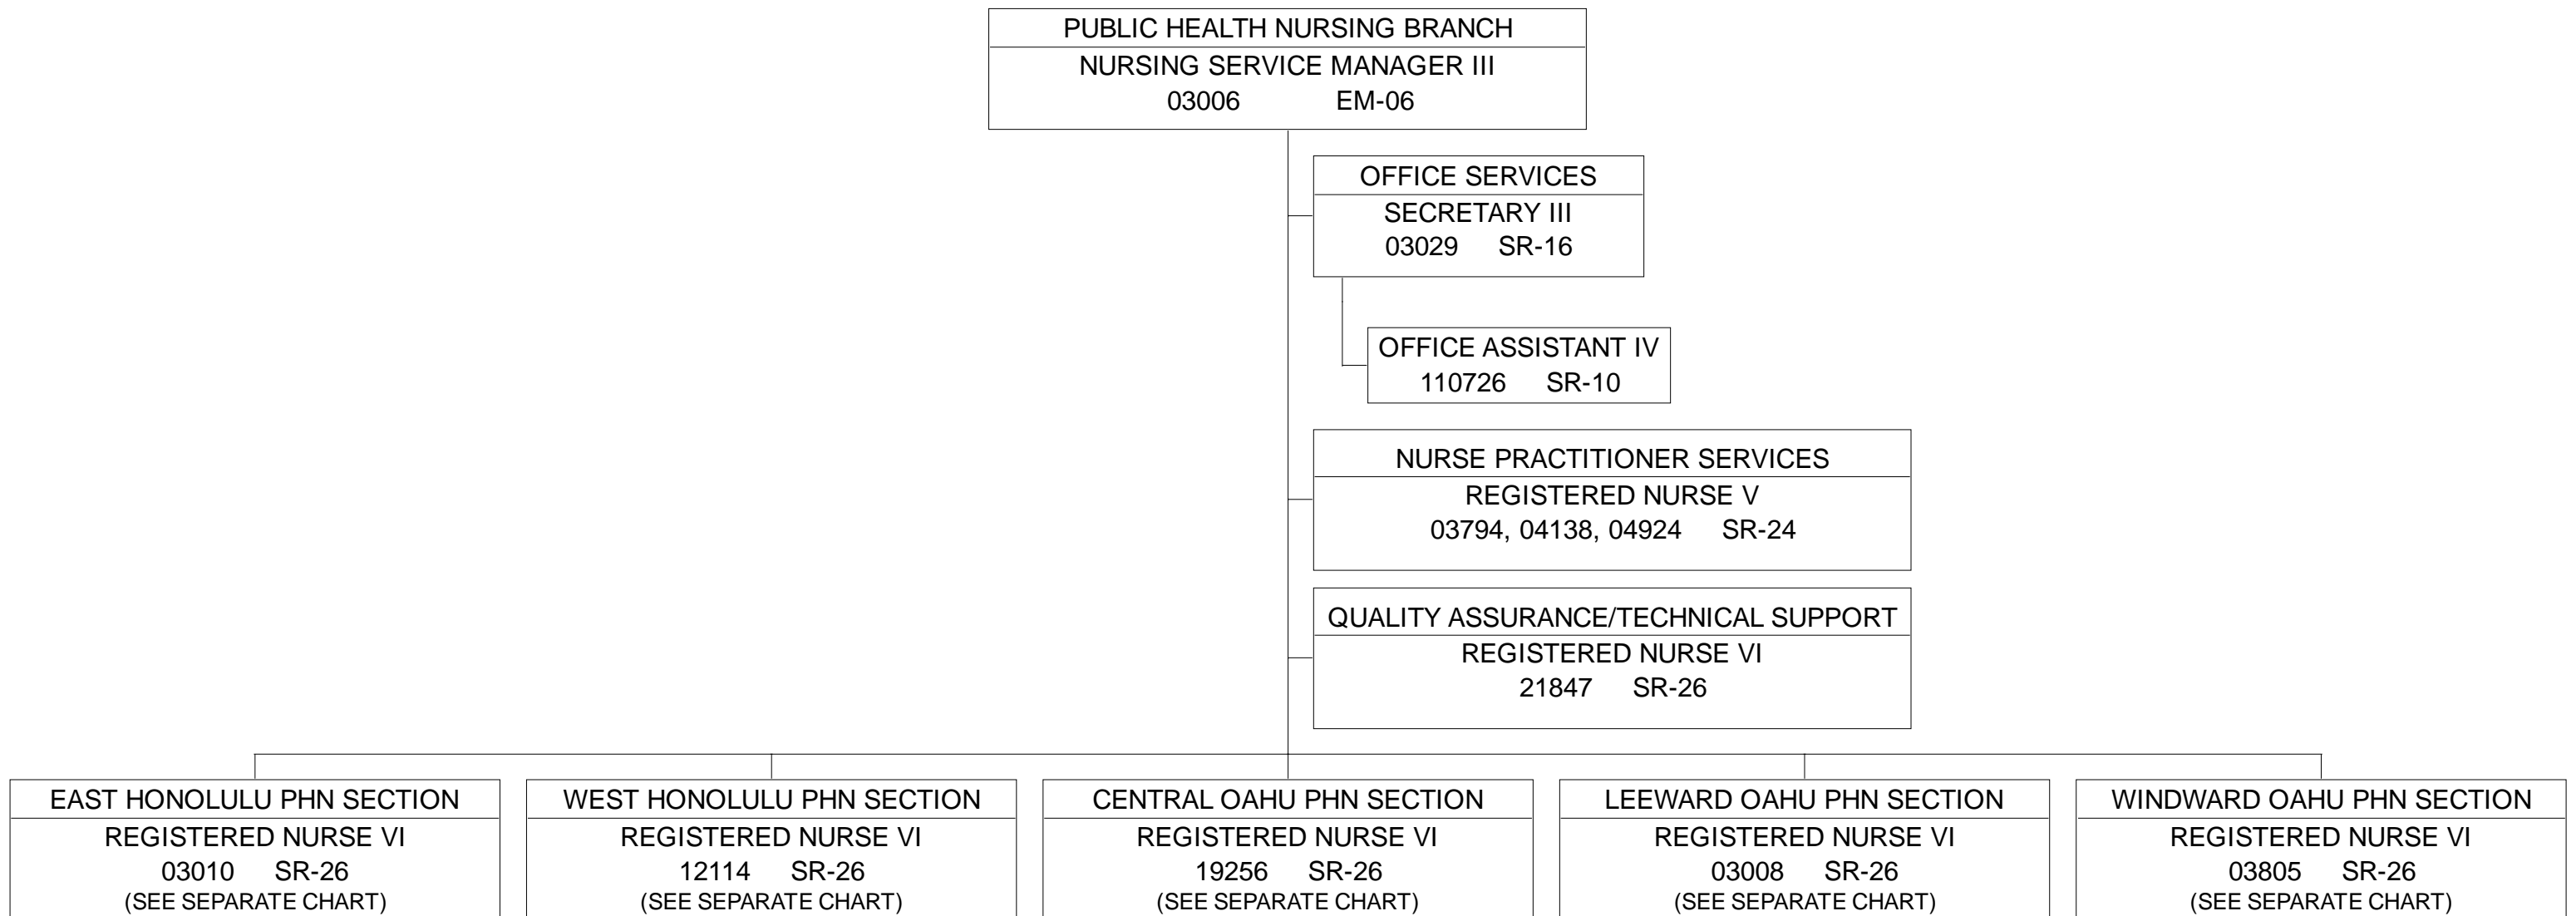 PUBLIC HEALTH NURSING BRANCH
NURSING SERVICE MANAGER III
03006 EM-06
OFFICE SERVICES
SECRETARY III
03029 SR-16
OFFICE ASSISTANT IV
110726 SR-10
NURSE PRACTITIONER SERVICES
REGISTERED NURSE V
03794, 04138, 04924 SR-24
QUALITY ASSURANCE/TECHNICAL SUPPORT
REGISTERED NURSE VI
21847 SR-26
EAST HONOLULU PHN SECTION
REGISTERED NURSE VI
03010 SR-26
(SEE SEPARATE CHART)
WEST HONOLULU PHN SECTION
REGISTERED NURSE VI
12114 SR-26
(SEE SEPARATE CHART)
CENTRAL OAHU PHN SECTION
REGISTERED NURSE VI
19256 SR-26
(SEE SEPARATE CHART)
LEEWARD OAHU PHN SECTION
REGISTERED NURSE VI
03008 SR-26
(SEE SEPARATE CHART)
WINDWARD OAHU PHN SECTION
REGISTERED NURSE VI
03805 SR-26
(SEE SEPARATE CHART)